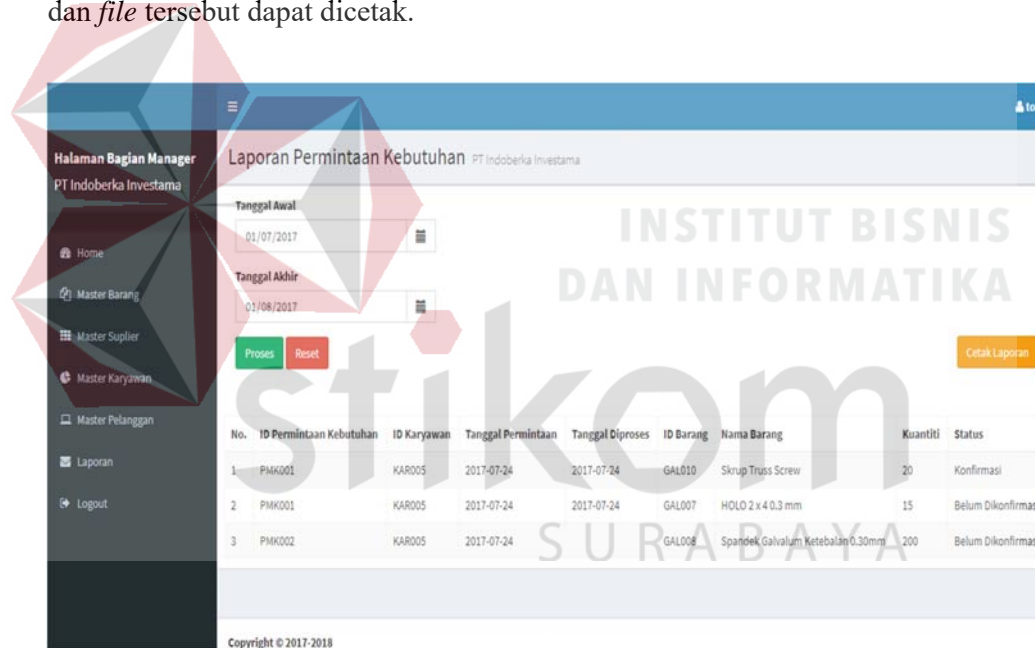 dan file tersebut dapat dicetak.
to
Halaman Bagian Manager
PT Indoberka Investama
Home
Master Barang
Master Suplier
Master Karyawan
Master Pelanggan
Laporan
Logout
Laporan Permintaan Kebutuhan PT Indoberka Investama
Tanggal Awal
01/07/2017
Tanggal Akhir
01/08/2017
Proses Reset
Cetak Laporan
No. ID Permintaan Kebutuhan ID Karyawan Tanggal Permintaan Tanggal Diproses ID Barang Nama Barang Kuantiti Status
1 PMK001 KAR005 2017-07-24 2017-07-24 GAL010 Skrup Truss Screw 20 Konfirmasi
2 PMK001 KAR005 2017-07-24 2017-07-24 GAL007 HOLO 2 x 4 0.3 mm 15 Belum Dikonfirmas
3 PMK002 KAR005 2017-07-24 GAL008 Spandek Galvalum Ketebalan 0.30mm 200 Belum Dikonfirmas
Copyright © 2017-2018
INSTITUT BISNIS
DAN INFORMATIKA
stikom
SURABAYA